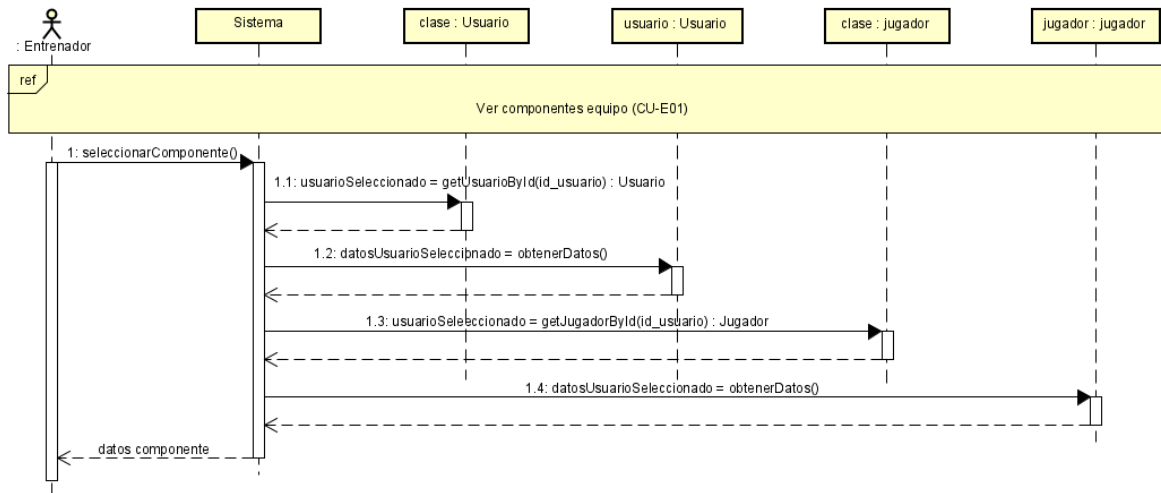 : Entrenador
Sistema
clase : Usuario
usuario : Usuario
clase : jugador
jugador : jugador
ref
Ver componentes equipo (CU-E01)
1: seleccionarComponente()
1.1: usuarioSeleccionado = getUsuarioById(id_usuario) : Usuario
1.2: datosUsuarioSeleccionado = obtenerDatos()
1.3: usuarioSeleeccionado = getJugadorById(id_usuario) : Jugador
1.4: datosUsuarioSeleccionado = obtenerDatos()
datos componente